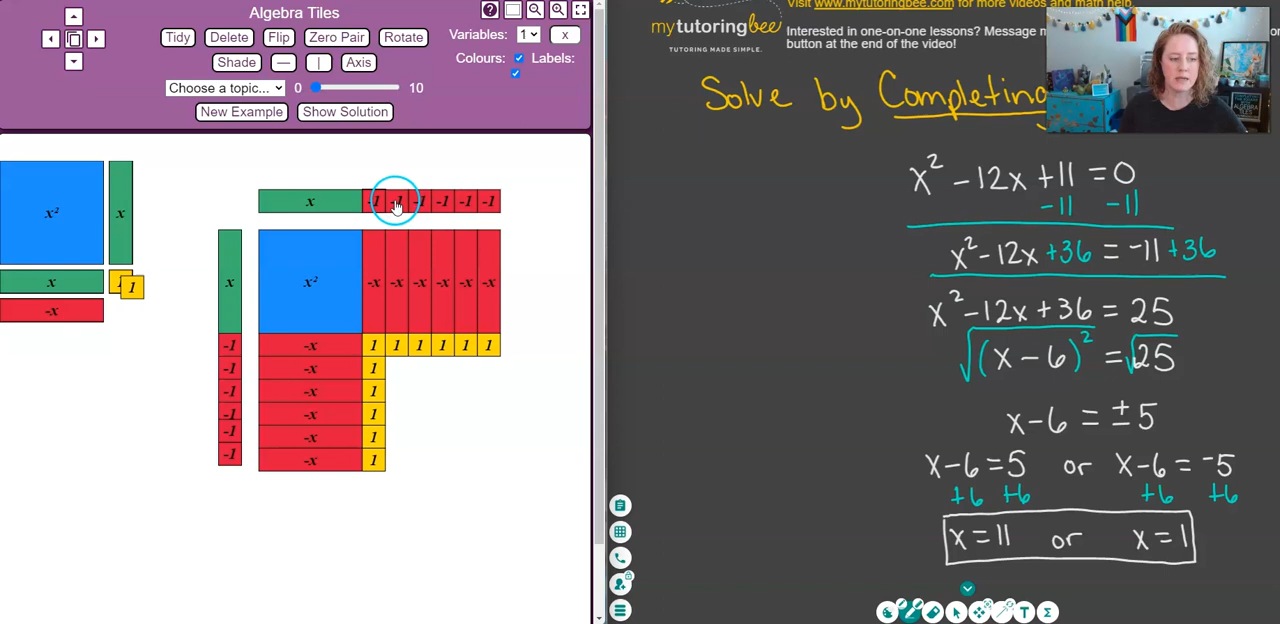 Algebra Tiles
?
Tidy Delete Flip Zero Pair Rotate
Variables: 1 x
Shade — | Axis
Colours: Labels:
Choose a topic... 0 10
New Example Show Solution
x² x
x 1
-x
x -1 -1 -1 -1 -1 -1
x x² -x -x -x -x -x -x
-1 -x 1 1 1 1 1 1
-1 -x 1
-1 -x 1
-1 -x 1
-1 -x 1
-1 -x 1
mytutoringbee
TUTORING MADE SIMPLE.
Visit www.mytutoringbee.com for more videos and math help.
Interested in one-on-one lessons? Message
button at the end of the video!
Solve by Completing
x² - 12x + 11 = 0
-11 -11
x² - 12x + 36 = -11 + 36
x² - 12x + 36 = 25
√(x - 6)² = √25
x - 6 = ± 5
x - 6 = 5 or x - 6 = -5
+6 +6 +6 +6
x = 11 or x = 1
T Σ